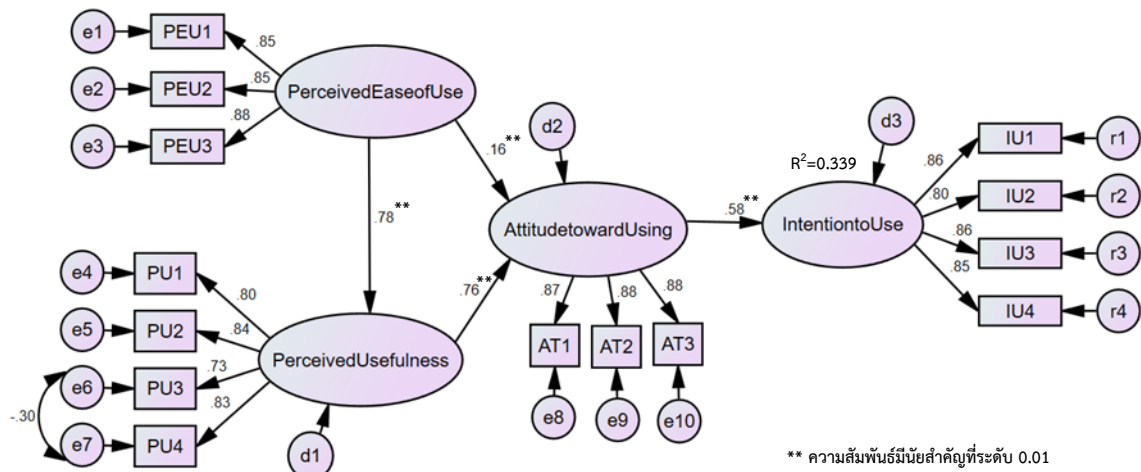 e1
PEU1
.85
e2
PEU2
.85
e3
PEU3
.88
PerceivedEaseofUse
.16**
.78**
d2
d3
R²=0.339
AttitudetowardUsing
.58**
IntentiontoUse
.86
IU1
r1
.80
IU2
r2
.86
IU3
r3
.85
IU4
r4
e4
PU1
.80
e5
PU2
.84
e6
PU3
.73
e7
PU4
.83
-.30
PerceivedUsefulness
.76**
d1
.87
.88
.88
AT1
AT2
AT3
e8
e9
e10
** ความสัมพันธ์มีนัยสำคัญที่ระดับ 0.01